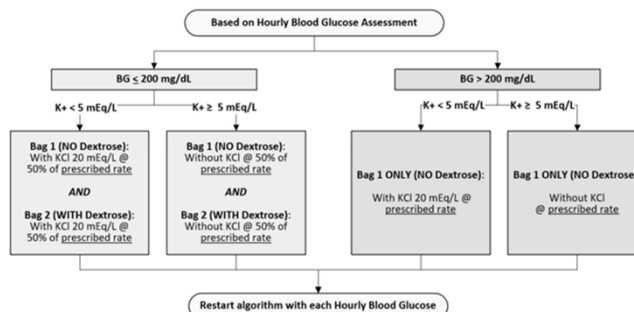 Based on Hourly Blood Glucose Assessment
BG ≤ 200 mg/dL
BG > 200 mg/dL
K+ < 5 mEq/L
K+ ≥ 5 mEq/L
K+ < 5 mEq/L
K+ ≥ 5 mEq/L
Bag 1 (NO Dextrose):
With KCl 20 mEq/L @
50% of prescribed rate
AND
Bag 2 (WITH Dextrose):
With KCl 20 mEq/L @
50% of prescribed rate
Bag 1 (NO Dextrose):
Without KCl @ 50% of
prescribed rate
AND
Bag 2 (WITH Dextrose):
Without KCl @ 50% of
prescribed rate
Bag 1 ONLY (NO Dextrose):
With KCl 20 mEq/L @
prescribed rate
Bag 1 ONLY (NO Dextrose
Without KCl
@ prescribed rate
Restart algorithm with each Hourly Blood Glucose